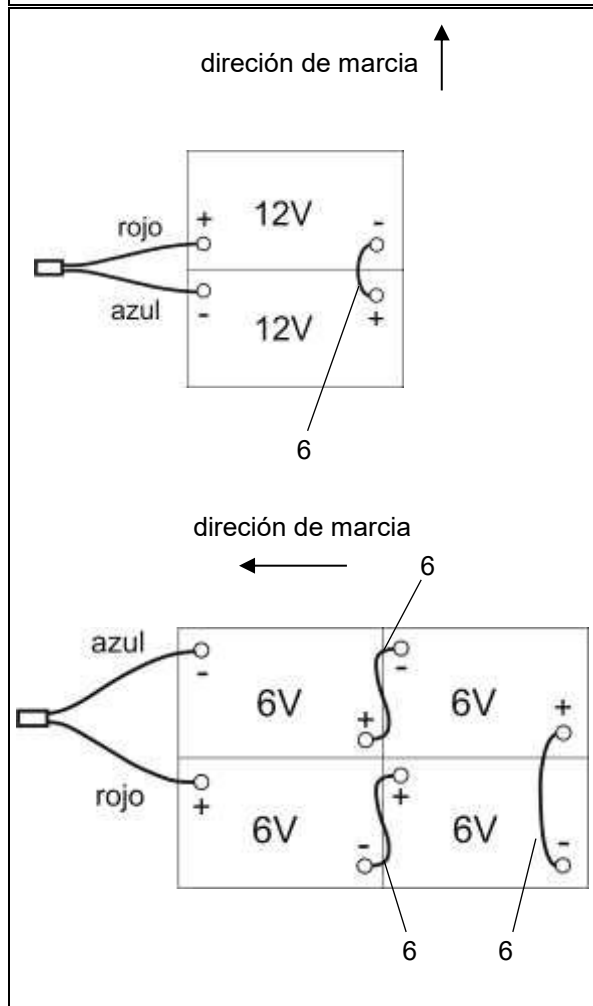 direción de marcia
rojo
+
12V
-
azul
-
12V
+
6
direción de marcia
6
azul
-
6V
+
-
6V
+
rojo
+
6V
-
+
6V
-
6
6